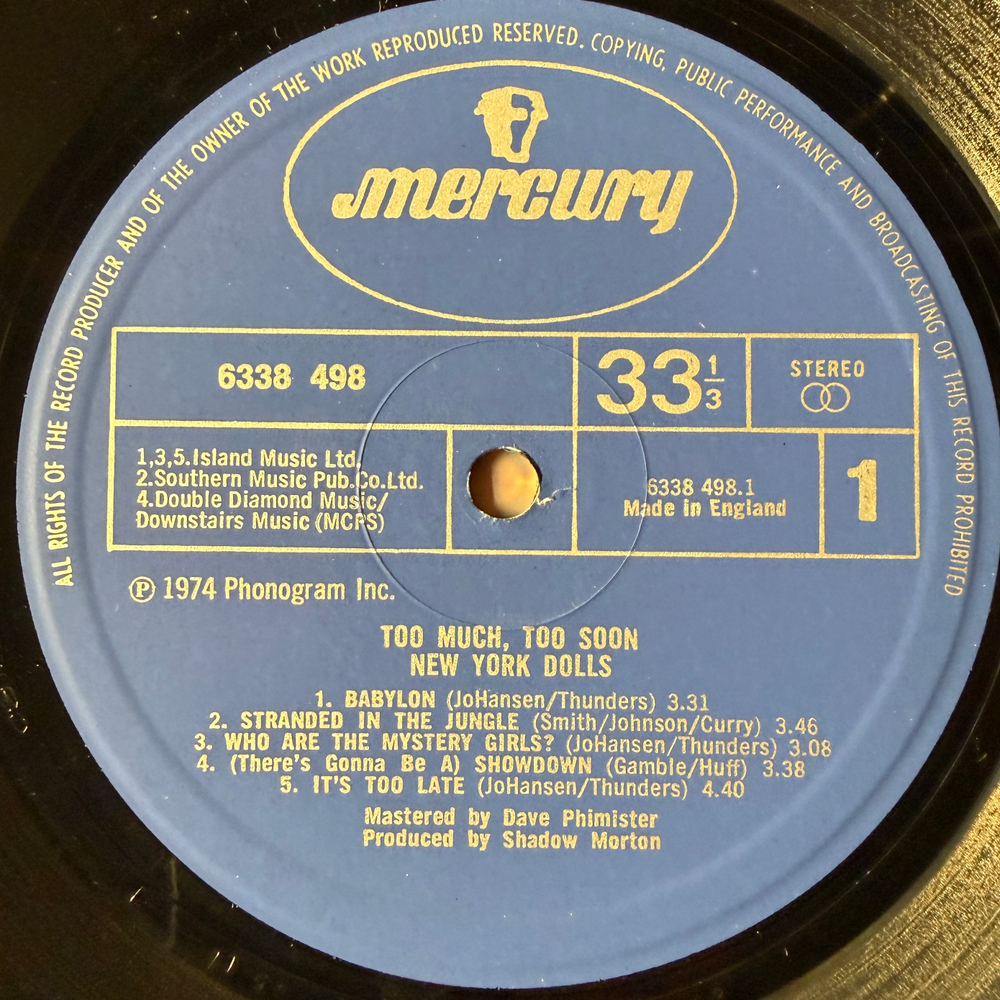 ALL RIGHTS OF THE RECORD PRODUCER AND OF THE OWNER OF THE WORK REPRODUCED RESERVED. COPYING, PUBLIC PERFORMANCE AND BROADCASTING OF THIS RECORD PROHIBITED
mercury
6338 498
33 1/3
STEREO
1,3,5.Island Music Ltd.
2.Southern Music Pub.Co.Ltd.
4.Double Diamond Music/
Downstairs Music (MCPS)
6338 498.1
Made in England
1
Ⓟ 1974 Phonogram Inc.
TOO MUCH, TOO SOON
NEW YORK DOLLS
1. BABYLON (JoHansen/Thunders) 3.31
2. STRANDED IN THE JUNGLE (Smith/Johnson/Curry) 3.46
3. WHO ARE THE MYSTERY GIRLS? (JoHansen/Thunders) 3.08
4. (There's Gonna Be A) SHOWDOWN (Gamble/Huff) 3.38
5. IT'S TOO LATE (JoHansen/Thunders) 4.40
Mastered by Dave Phimister
Produced by Shadow Morton